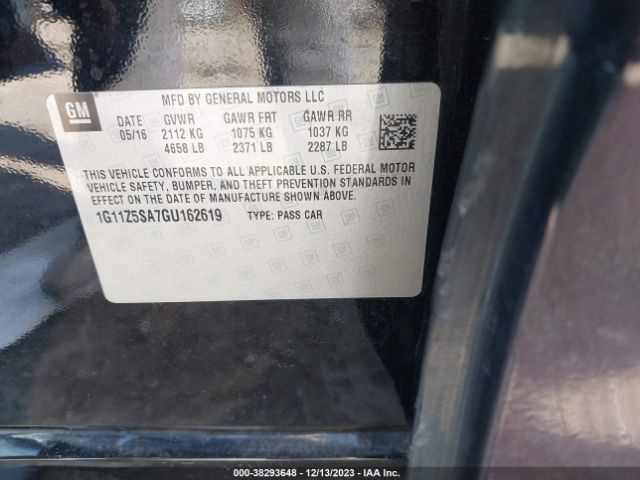 GM
MFD BY GENERAL MOTORS LLC
DATE GVWR GAWR FRT GAWR RR
05/16 2112 KG 1075 KG 1037 KG
4658 LB 2371 LB 2287 LB
THIS VEHICLE CONFORMS TO ALL APPLICABLE U.S. FEDERAL MOTOR
VEHICLE SAFETY, BUMPER, AND THEFT PREVENTION STANDARDS IN
EFFECT ON THE DATE OF MANUFACTURE SHOWN ABOVE.
1G11Z5SA7GU162619 TYPE: PASS CAR
000-38293648 - 12/13/2023 - IAA Inc.